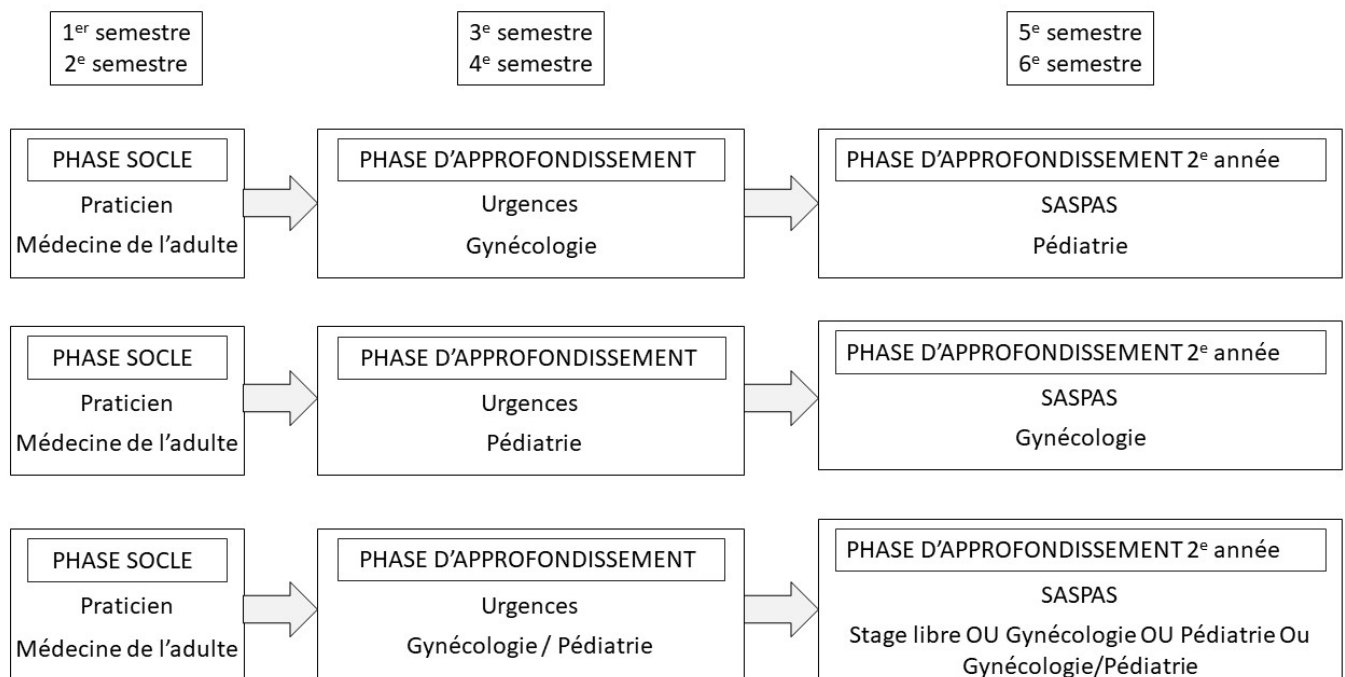 1er semestre
2e semestre
3e semestre
4e semestre
5e semestre
6e semestre
PHASE SOCLE
Praticien
Médecine de l'adulte
PHASE D'APPROFONDISSEMENT
Urgences
Gynécologie
PHASE D'APPROFONDISSEMENT 2e année
SASPAS
Pédiatrie
PHASE SOCLE
Praticien
Médecine de l'adulte
PHASE D'APPROFONDISSEMENT
Urgences
Pédiatrie
PHASE D'APPROFONDISSEMENT 2e année
SASPAS
Gynécologie
PHASE SOCLE
Praticien
Médecine de l'adulte
PHASE D'APPROFONDISSEMENT
Urgences
Gynécologie / Pédiatrie
PHASE D'APPROFONDISSEMENT 2e année
SASPAS
Stage libre OU Gynécologie OU Pédiatrie Ou
Gynécologie/Pédiatrie